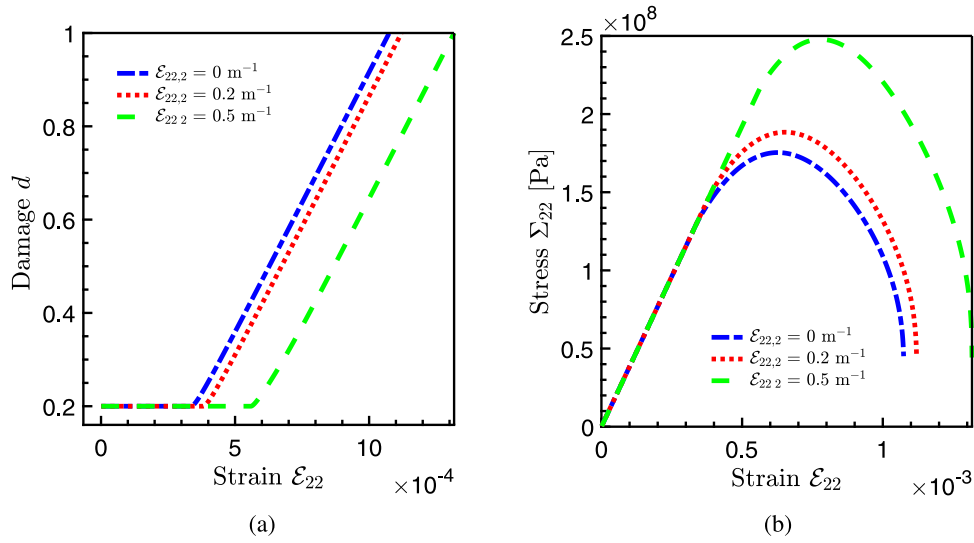 1
0.8
0.6
0.4
0.2
Damage d
ℰ22,2 = 0 m⁻¹
ℰ22,2 = 0.2 m⁻¹
ℰ22 2 = 0.5 m⁻¹
0 5 10
Strain ℰ22
×10⁻⁴
(a)
×10⁸
2.5
2.0
1.5
1.0
0.5
0
Stress Σ22 [Pa]
ℰ22,2 = 0 m⁻¹
ℰ22,2 = 0.2 m⁻¹
ℰ22 2 = 0.5 m⁻¹
0 0.5 1
Strain ℰ22
×10⁻³
(b)